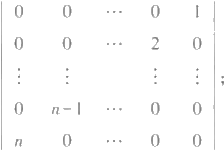 | 0 0 ⋯ 0 1 |
| 0 0 ⋯ 2 0 |
| ⋮ ⋮ ⋮ ⋮ |
| 0 n−1 ⋯ 0 0 |
| n 0 ⋯ 0 0 | ;